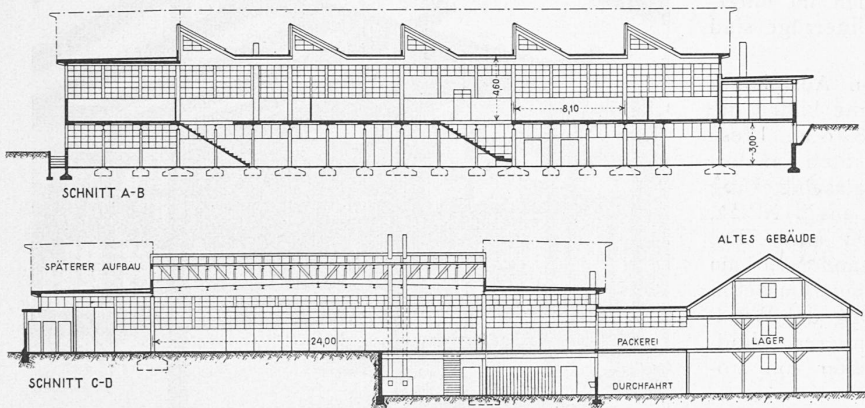 4,60
8,10
3,00
SCHNITT A-B
ALTES GEBÄUDE
SPÄTERER AUFBAU
24,00
PACKEREI
LAGER
SCHNITT C-D
DURCHFAHRT